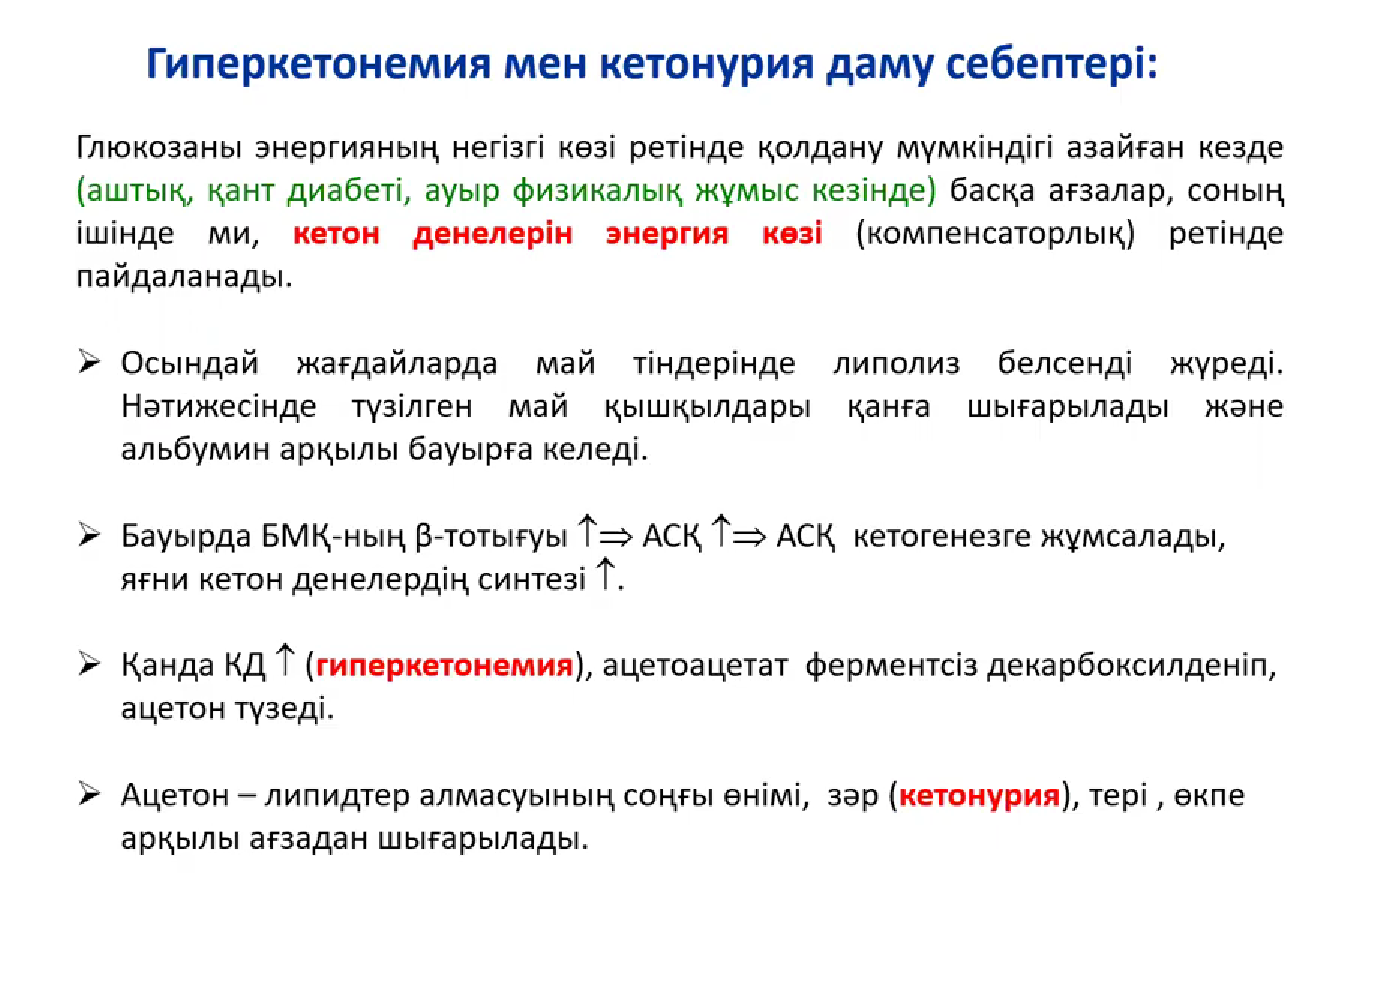 Гиперкетонемия мен кетонурия даму себептері:
Глюкозаны энергияның негізгі көзі ретінде қолдану мүмкіндігі азайған кезде
(аштық, қант диабеті, ауыр физикалық жұмыс кезінде) басқа ағзалар, соның
ішінде ми, кетон денелерін энергия көзі (компенсаторлық) ретінде
пайдаланады.
➢ Осындай жағдайларда май тіндерінде липолиз белсенді жүреді.
Нәтижесінде түзілген май қышқылдары қанға шығарылады және
альбумин арқылы бауырға келеді.
➢ Бауырда БМҚ-ның β-тотығуы ↑⇒ АСҚ ↑⇒ АСҚ кетогенезге жұмсалады,
яғни кетон денелердің синтезі ↑.
➢ Қанда КД ↑ (гиперкетонемия), ацетоацетат ферментсіз декарбоксилденіп,
ацетон түзеді.
➢ Ацетон – липидтер алмасуының соңғы өнімі, зәр (кетонурия), тері , өкпе
арқылы ағзадан шығарылады.